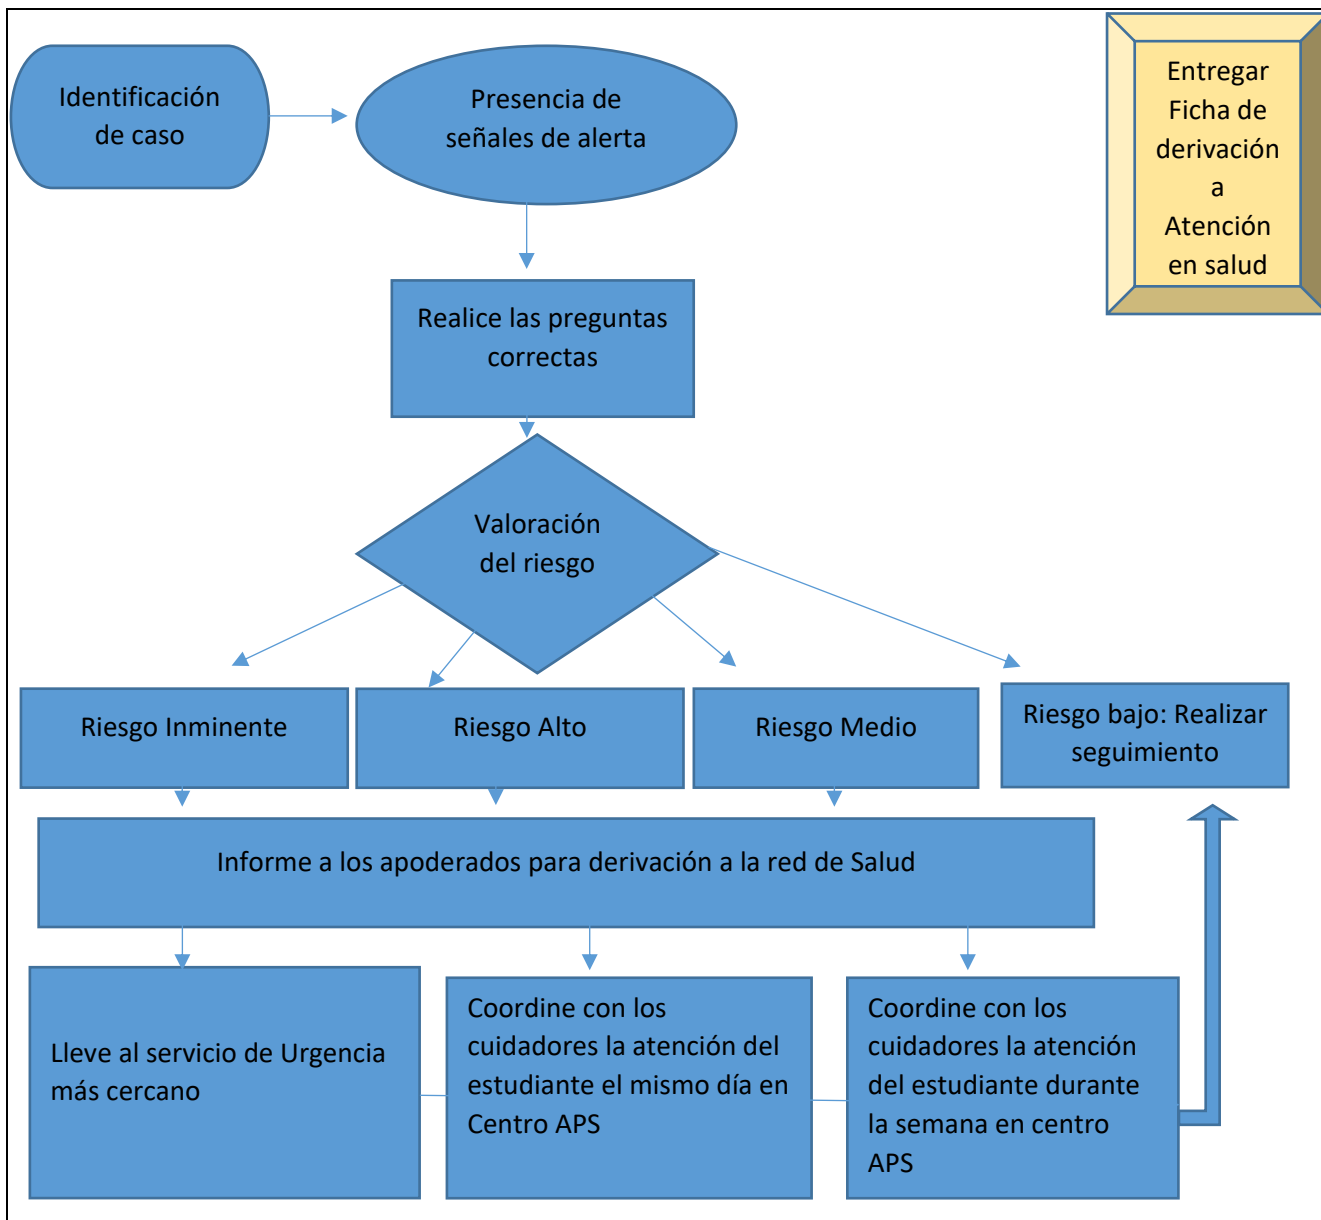 Identificación
de caso
Presencia de
señales de alerta
Entregar
Ficha de
derivación
a
Atención
en salud
Realice las preguntas
correctas
Valoración
del riesgo
Riesgo Inminente
Riesgo Alto
Riesgo Medio
Riesgo bajo: Realizar
seguimiento
Informe a los apoderados para derivación a la red de Salud
Lleve al servicio de Urgencia
más cercano
Coordine con los
cuidadores la atención del
estudiante el mismo día en
Centro APS
Coordine con los
cuidadores la atención
del estudiante durante
la semana en centro
APS